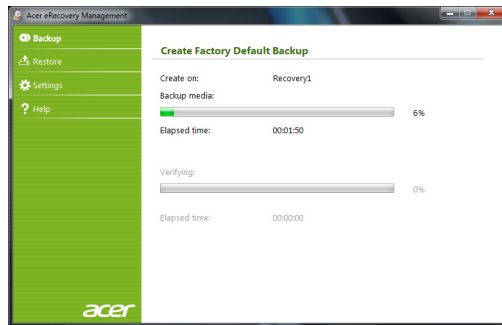 Acer eRecovery Management
Backup
Restore
Settings
? Help
Create Factory Default Backup
Create on: Recovery1
Backup media:
6%
Elapsed time: 00:01:50
Verifying:
0%
Elapsed time: 00:00:00
acer